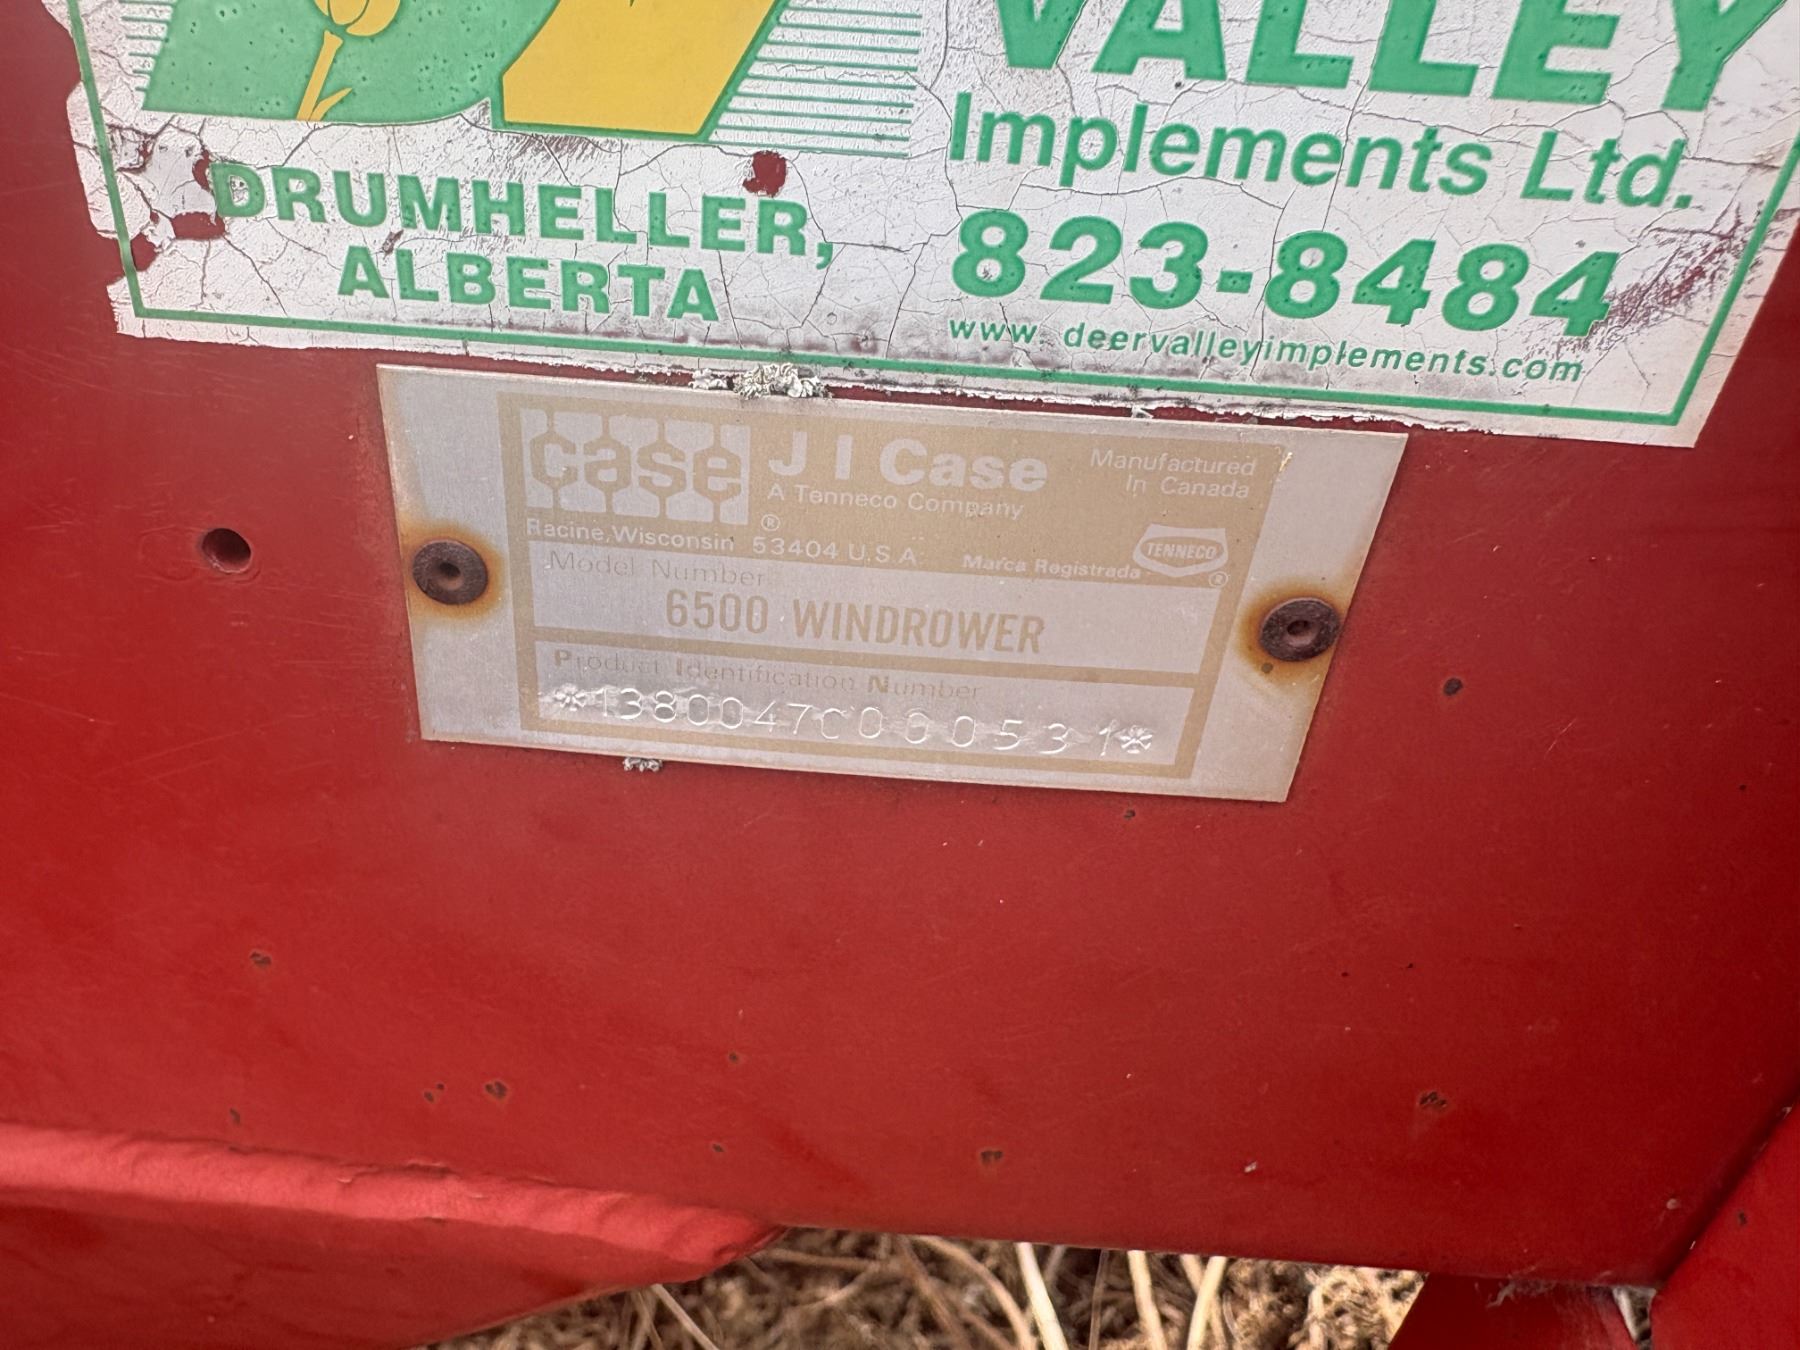 VALLEY
Implements Ltd.
DRUMHELLER,
ALBERTA
823-8484
www. deervalleyimplements.com
case
J I Case
A Tenneco Company
Manufactured
In Canada
®
Racine, Wisconsin 53404 U.S.A.
Marca Registrada
TENNECO
®
Model Number
6500 WINDROWER
Product Identification Number
*1380047C000531*